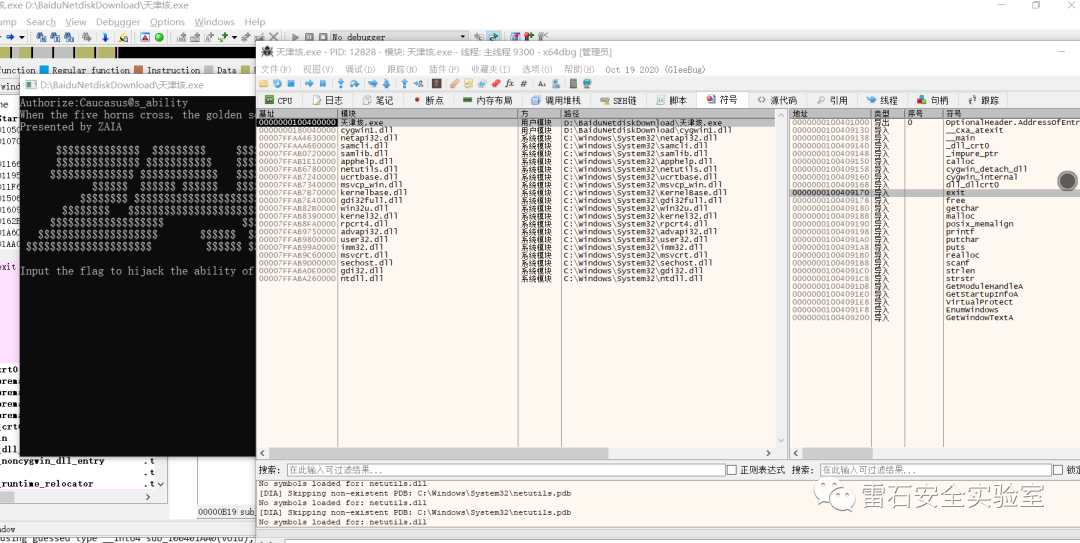 垓.exe D:\BaiduNetdiskDownload\天津垓.exe
ump Search View Debugger Options Windows Help
No debugger
unction Regular function Instruction Data
D:\BaiduNetdiskDownload\天津垓.exe
Authorize:Caucasus@s_ability
When the five horns cross, the golden s
Presented by ZAIA
Input the flag to hijack the ability of
天津垓.exe - PID: 12828 - 模块: 天津垓.exe - 线程: 主线程 9300 - x64dbg [管理员]
文件(F) 视图(V) 调试(D) 跟踪(N) 插件(P) 收藏夹(I) 选项(O) 帮助(H) Oct 19 2020 (GleeBug)
CPU 日志 笔记 断点 内存布局 调用堆栈 SEH链 脚本 符号 源代码 引用 线程 句柄 跟踪
基址 模块 方 路径
0000000100400000 天津垓.exe 用户模块 D:\BaiduNetdiskDownload\天津垓.exe
0000000180040000 cygwin1.dll 用户模块 D:\BaiduNetdiskDownload\cygwin1.dll
00007FFAA4630000 netapi32.dll 系统模块 C:\Windows\System32\netapi32.dll
00007FFAAA660000 samcli.dll 系统模块 C:\Windows\System32\samcli.dll
00007FFAB0720000 samlib.dll 系统模块 C:\Windows\System32\samlib.dll
00007FFAB1E10000 apphelp.dll 系统模块 C:\Windows\System32\apphelp.dll
00007FFAB6780000 netutils.dll 系统模块 C:\Windows\System32\netutils.dll
00007FFAB7240000 ucrtbase.dll 系统模块 C:\Windows\System32\ucrtbase.dll
00007FFAB7340000 msvcp_win.dll 系统模块 C:\Windows\System32\msvcp_win.dll
00007FFAB7870000 kernelbase.dll 系统模块 C:\Windows\System32\KernelBase.dll
00007FFAB7E40000 gdi32full.dll 系统模块 C:\Windows\System32\gdi32full.dll
00007FFAB82B0000 win32u.dll 系统模块 C:\Windows\System32\win32u.dll
00007FFAB8390000 kernel32.dll 系统模块 C:\Windows\System32\kernel32.dll
00007FFAB8FA0000 rpcrt4.dll 系统模块 C:\Windows\System32\rpcrt4.dll
00007FFAB9750000 advapi32.dll 系统模块 C:\Windows\System32\advapi32.dll
00007FFAB9800000 user32.dll 系统模块 C:\Windows\System32\user32.dll
00007FFAB99A0000 imm32.dll 系统模块 C:\Windows\System32\imm32.dll
00007FFAB9C60000 msvcrt.dll 系统模块 C:\Windows\System32\msvcrt.dll
00007FFAB9D00000 sechost.dll 系统模块 C:\Windows\System32\sechost.dll
00007FFABA0E0000 gdi32.dll 系统模块 C:\Windows\System32\gdi32.dll
00007FFABA260000 ntdll.dll 系统模块 C:\Windows\System32\ntdll.dll
地址 类型 序号 符号
0000000100401000 导出 0 OptionalHeader.AddressOfEntr
0000000100409130 导入 __cxa_atexit
0000000100409138 导入 __main
0000000100409140 导入 _dll_crt0
0000000100409148 导入 _impure_ptr
0000000100409150 导入 calloc
0000000100409158 导入 cygwin_detach_dll
0000000100409160 导入 cygwin_internal
0000000100409168 导入 dll_dllcrt0
0000000100409170 导入 exit
0000000100409178 导入 free
0000000100409180 导入 getchar
0000000100409188 导入 malloc
0000000100409190 导入 posix_memalign
0000000100409198 导入 printf
00000001004091A0 导入 putchar
00000001004091A8 导入 puts
00000001004091B0 导入 realloc
00000001004091B8 导入 scanf
00000001004091C0 导入 strlen
00000001004091C8 导入 strstr
00000001004091D8 导入 GetModuleHandleA
00000001004091E0 导入 GetStartupInfoA
00000001004091E8 导入 VirtualProtect
00000001004091F8 导入 EnumWindows
0000000100409200 导入 GetWindowTextA
搜索: 在此输入可过滤结果... 正则表达式 搜索: 在此输入可过滤结果... 锁定
No symbols loaded for: netutils.dll
[DIA] Skipping non-existent PDB: C:\Windows\System32\netutils.pdb
No symbols loaded for: netutils.dll
[DIA] Skipping non-existent PDB: C:\Windows\System32\netutils.pdb
No symbols loaded for: netutils.dll
_noncygwin_dll_entry .t
_runtime_relocator .t
00000B19 sub
using guessed type __int64 sub_100401AA0(void);
雷石安全实验室